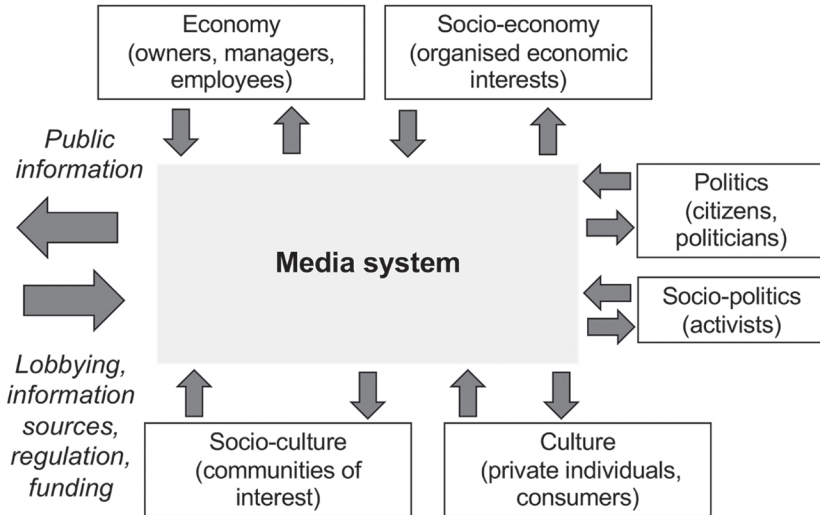 Economy
(owners, managers,
employees)
Socio-economy
(organised economic
interests)
Public
information
Politics
(citizens,
politicians)
Media system
Socio-politics
(activists)
Lobbying,
information
sources,
regulation,
funding
Socio-culture
(communities of
interest)
Culture
(private individuals,
consumers)